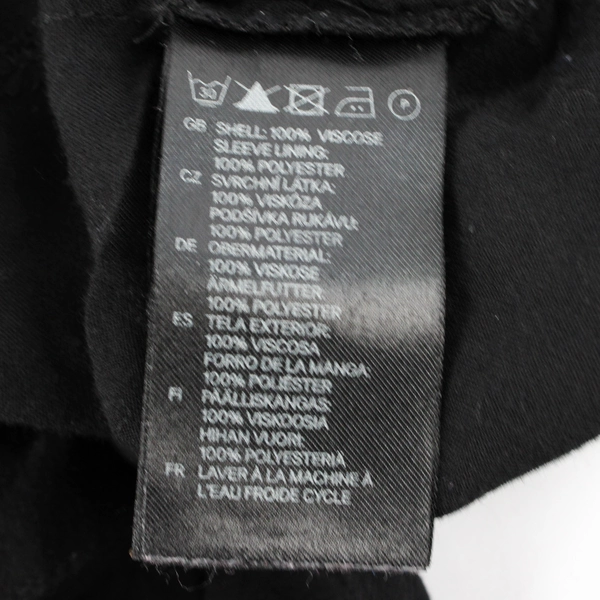 30 P
GB SHELL: 100% VISCOSE
SLEEVE LINING:
100% POLYESTER
CZ SVRCHNÍ LÁTKA:
100% VISKÓZA
PODŠÍVKA RUKÁVU:
100% POLYESTER
DE OBERMATERIAL:
100% VISKOSE
ÄRMELFUTTER
100% POLYESTER
ES TELA EXTERIOR:
100% VISCOSA
FORRO DE LA MANGA
100% POLIÉSTER
FI PÄÄLLISKANGAS:
100% VISKOOSIA
HIHAN VUORI:
100% POLYESTERIÄ
FR LAVER À LA MACHINE À
L'EAU FROIDE CYCLE